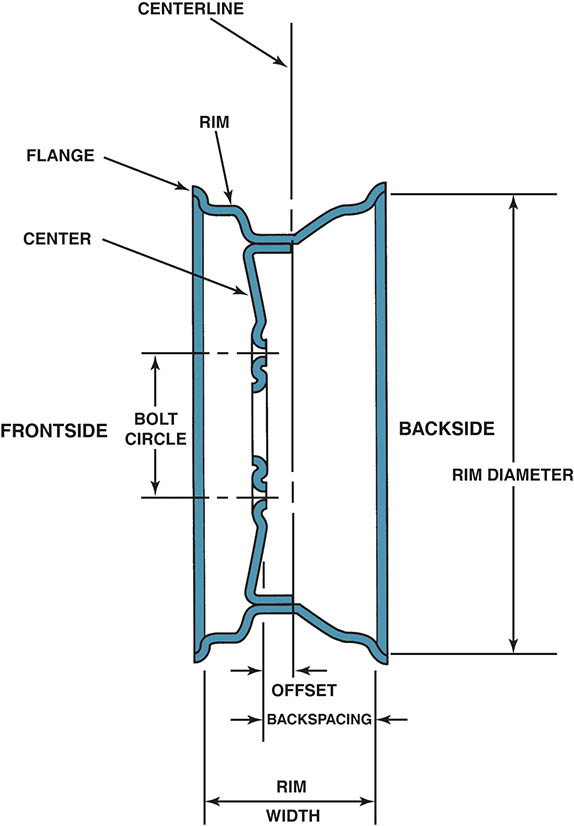 CENTERLINE
RIM
FLANGE
CENTER
FRONTSIDE
BOLT
CIRCLE
BACKSIDE
RIM DIAMETER
OFFSET
BACKSPACING
RIM
WIDTH